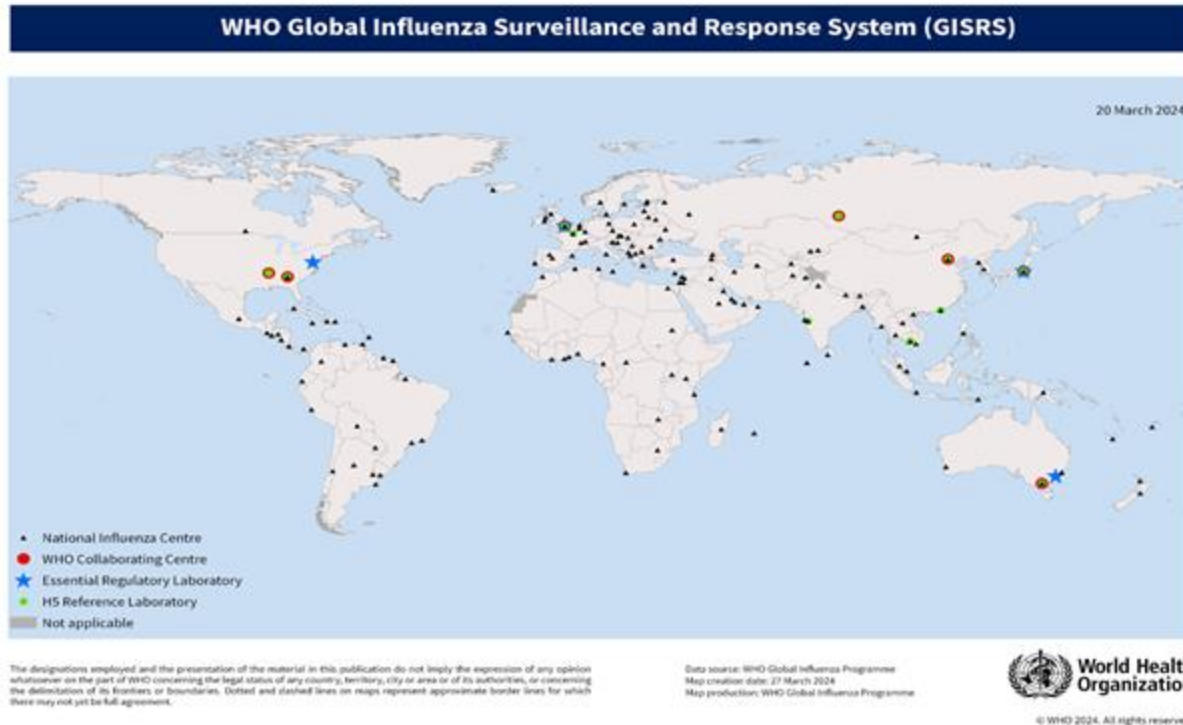 WHO Global Influenza Surveillance and Response System (GISRS)
20 March 2024
National Influenza Centre
WHO Collaborating Centre
Essential Regulatory Laboratory
H5 Reference Laboratory
Not applicable
The designations employed and the presentation of the material in this publication do not imply the expression of any opinion
whatsoever on the part of WHO concerning the legal status of any country, territory, city or area or of its authorities, or concerning
the delimitation of its frontiers or boundaries. Dotted and dashed lines on maps represent approximate border lines for which
there may not yet be full agreement.
Data source: WHO Global Influenza Programme
Map creation date: 27 March 2024
Map production: WHO Global Influenza Programme
World Healt
Organizatio
© WHO 2024. All rights reserve